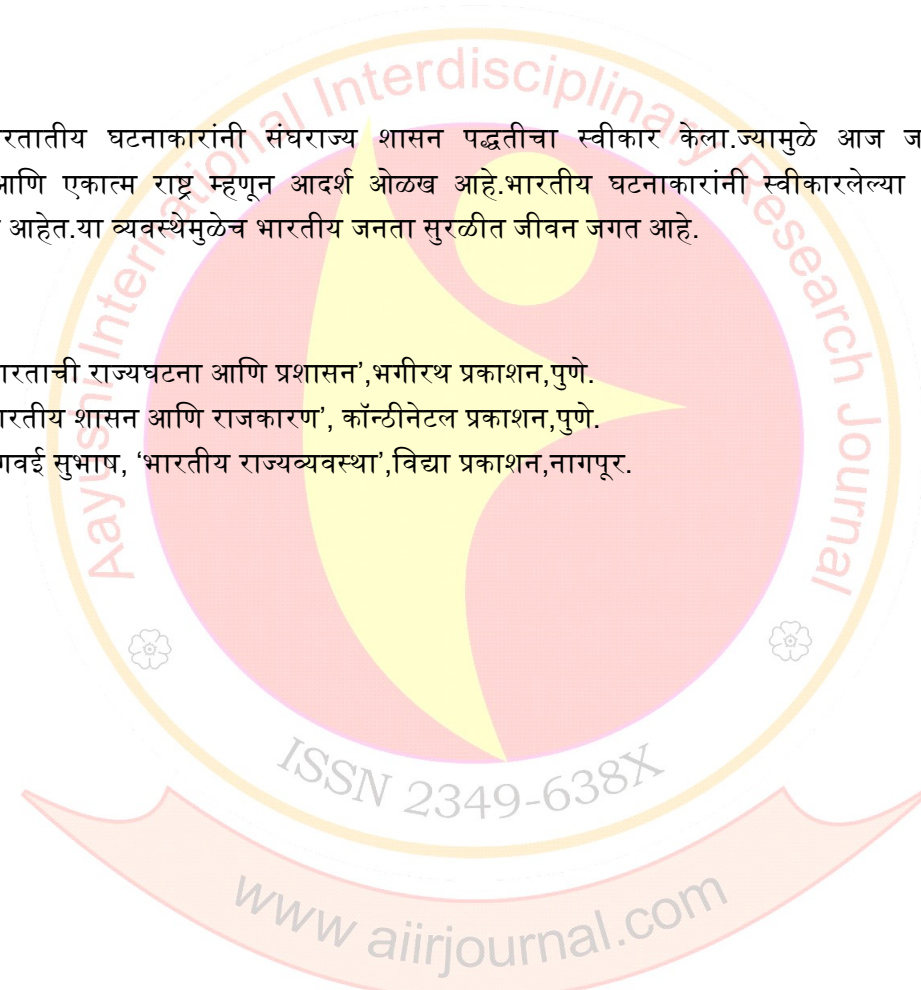 रतातीय घटनाकारांनी संघराज्य शासन पद्धतीचा स्वीकार केला.ज्यामुळे आज ज
आणि एकात्म राष्ट्र म्हणून आदर्श ओळख आहे.भारतीय घटनाकारांनी स्वीकारलेल्या
आहेत.या व्यवस्थेमुळेच भारतीय जनता सुरळीत जीवन जगत आहे.
ारताची राज्यघटना आणि प्रशासन’,भगीरथ प्रकाशन,पुणे.
ारतीय शासन आणि राजकारण’, कॉन्ठीनेटल प्रकाशन,पुणे.
गवई सुभाष, ‘भारतीय राज्यव्यवस्था’,विद्या प्रकाशन,नागपूर.
Aayushi International Interdisciplinary Research Journal
ISSN 2349-638X
www aiirjournal.com